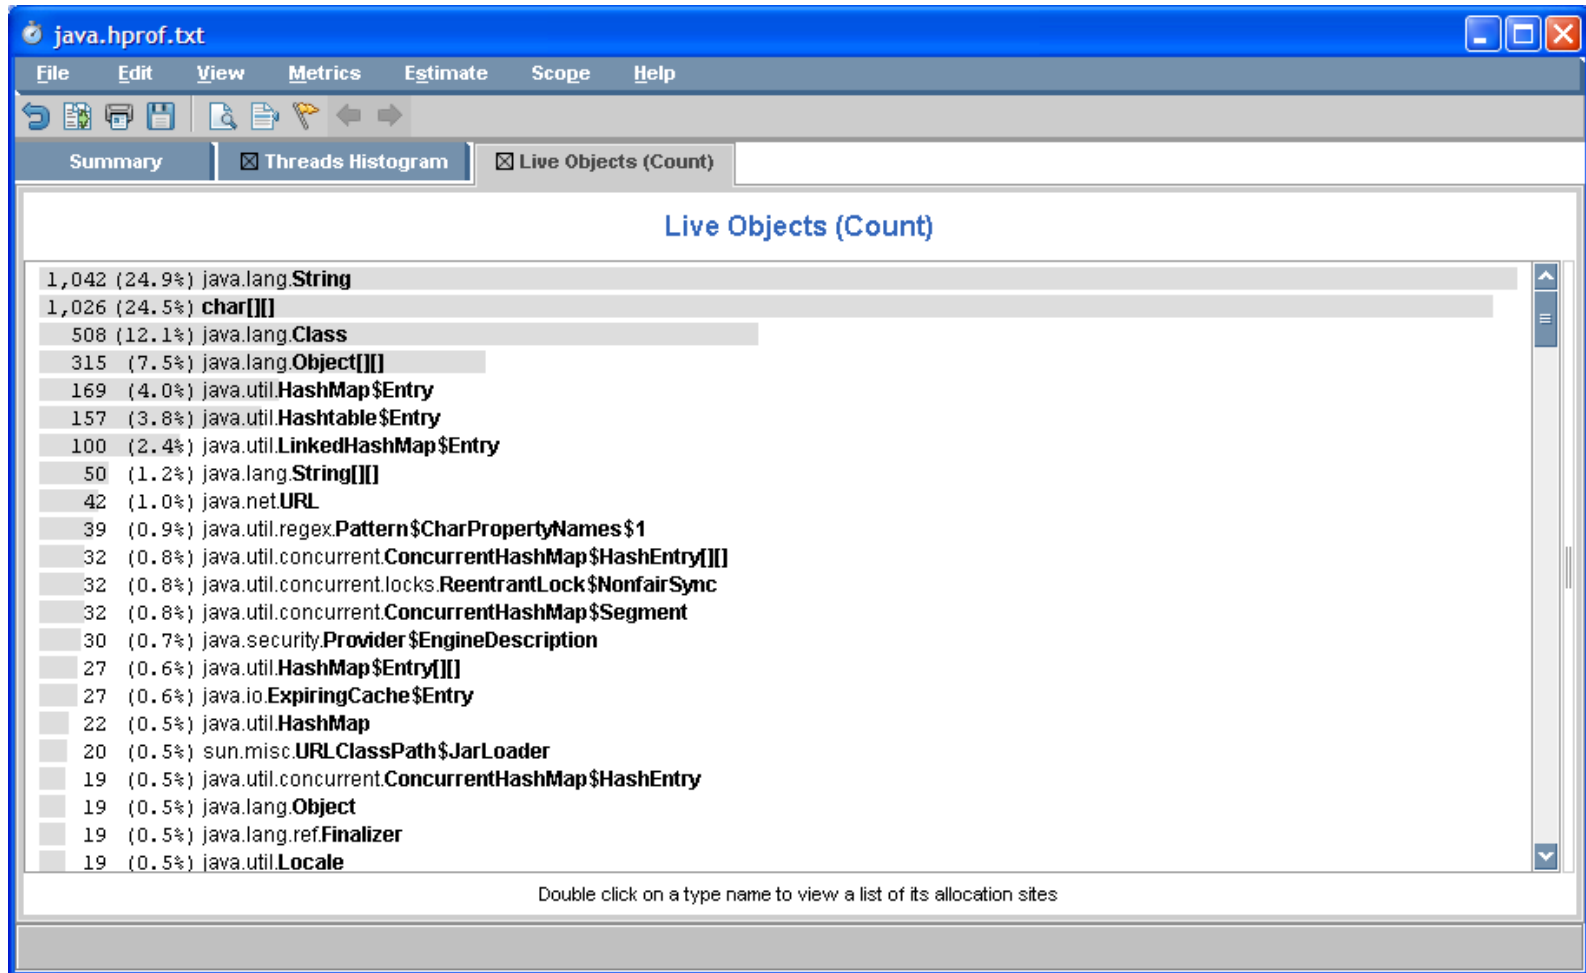 java.hprof.txt
File Edit View Metrics Estimate Scope Help
Summary Threads Histogram Live Objects (Count)
Live Objects (Count)
1,042 (24.9%) java.lang.String
1,026 (24.5%) char[][]
508 (12.1%) java.lang.Class
315 (7.5%) java.lang.Object[][]
169 (4.0%) java.util.HashMap$Entry
157 (3.8%) java.util.Hashtable$Entry
100 (2.4%) java.util.LinkedHashMap$Entry
50 (1.2%) java.lang.String[][]
42 (1.0%) java.net.URL
39 (0.9%) java.util.regex.Pattern$CharPropertyNames$1
32 (0.8%) java.util.concurrent.ConcurrentHashMap$HashEntry[][]
32 (0.8%) java.util.concurrent.locks.ReentrantLock$NonfairSync
32 (0.8%) java.util.concurrent.ConcurrentHashMap$Segment
30 (0.7%) java.security.Provider$EngineDescription
27 (0.6%) java.util.HashMap$Entry[][]
27 (0.6%) java.io.ExpiringCache$Entry
22 (0.5%) java.util.HashMap
20 (0.5%) sun.misc.URLClassPath$JarLoader
19 (0.5%) java.util.concurrent.ConcurrentHashMap$HashEntry
19 (0.5%) java.lang.Object
19 (0.5%) java.lang.ref.Finalizer
19 (0.5%) java.util.Locale
Double click on a type name to view a list of its allocation sites